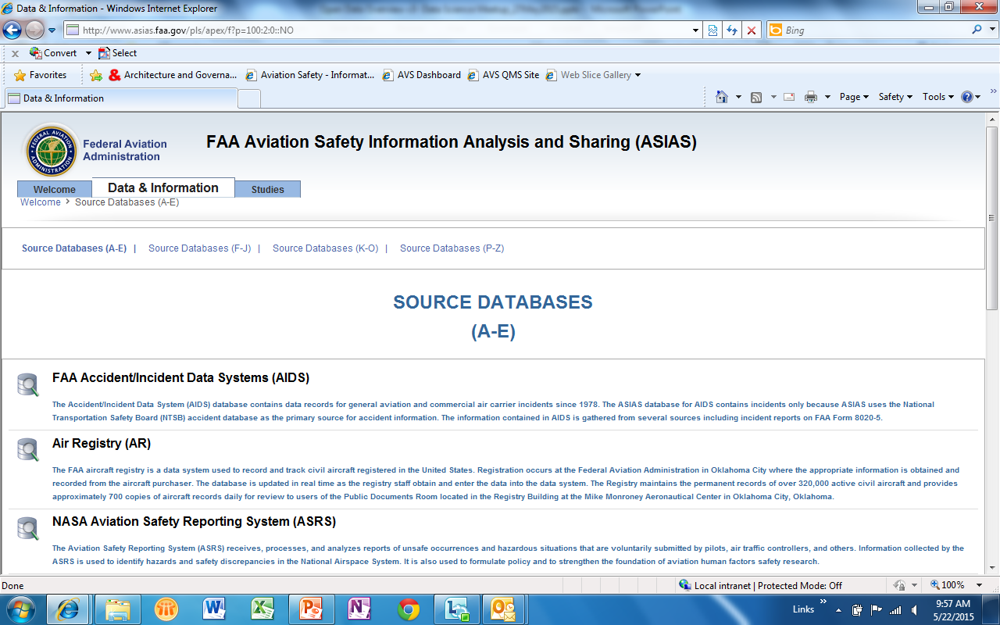 Data & Information - Windows Internet Explorer
http://www.asias.faa.gov/pls/apex/f?p=100:2:0::NO
Bing
x Convert Select
Favorites Architecture and Governa... Aviation Safety - Informat... AVS Dashboard AVS QMS Site Web Slice Gallery
Data & Information
Page Safety Tools »
FEDERAL AVIATION ADMINISTRATION
Federal Aviation
Administration
FAA Aviation Safety Information Analysis and Sharing (ASIAS)
Welcome Data & Information Studies
Welcome > Source Databases (A-E)
Source Databases (A-E) | Source Databases (F-J) | Source Databases (K-O) | Source Databases (P-Z)
SOURCE DATABASES
(A-E)
FAA Accident/Incident Data Systems (AIDS)
The Accident/Incident Data System (AIDS) database contains data records for general aviation and commercial air carrier incidents since 1978. The ASIAS database for AIDS contains incidents only because ASIAS uses the National
Transportation Safety Board (NTSB) accident database as the primary source for accident information. The information contained in AIDS is gathered from several sources including incident reports on FAA Form 8020-5.
Air Registry (AR)
The FAA aircraft registry is a data system used to record and track civil aircraft registered in the United States. Registration occurs at the Federal Aviation Administration in Oklahoma City where the appropriate information is obtained and
recorded from the aircraft purchaser. The database is updated in real time as the registry staff obtain and enter the data into the data system. The Registry maintains the permanent records of over 320,000 active civil aircraft and provides
approximately 700 copies of aircraft records daily for review to users of the Public Documents Room located in the Registry Building at the Mike Monroney Aeronautical Center in Oklahoma City, Oklahoma.
NASA Aviation Safety Reporting System (ASRS)
The Aviation Safety Reporting System (ASRS) receives, processes, and analyzes reports of unsafe occurrences and hazardous situations that are voluntarily submitted by pilots, air traffic controllers, and others. Information collected by the
ASRS is used to identify hazards and safety discrepancies in the National Airspace System. It is also used to formulate policy and to strengthen the foundation of aviation human factors safety research.
Done
Local intranet | Protected Mode: Off
100%
Links »
9:57 AM
5/22/2015